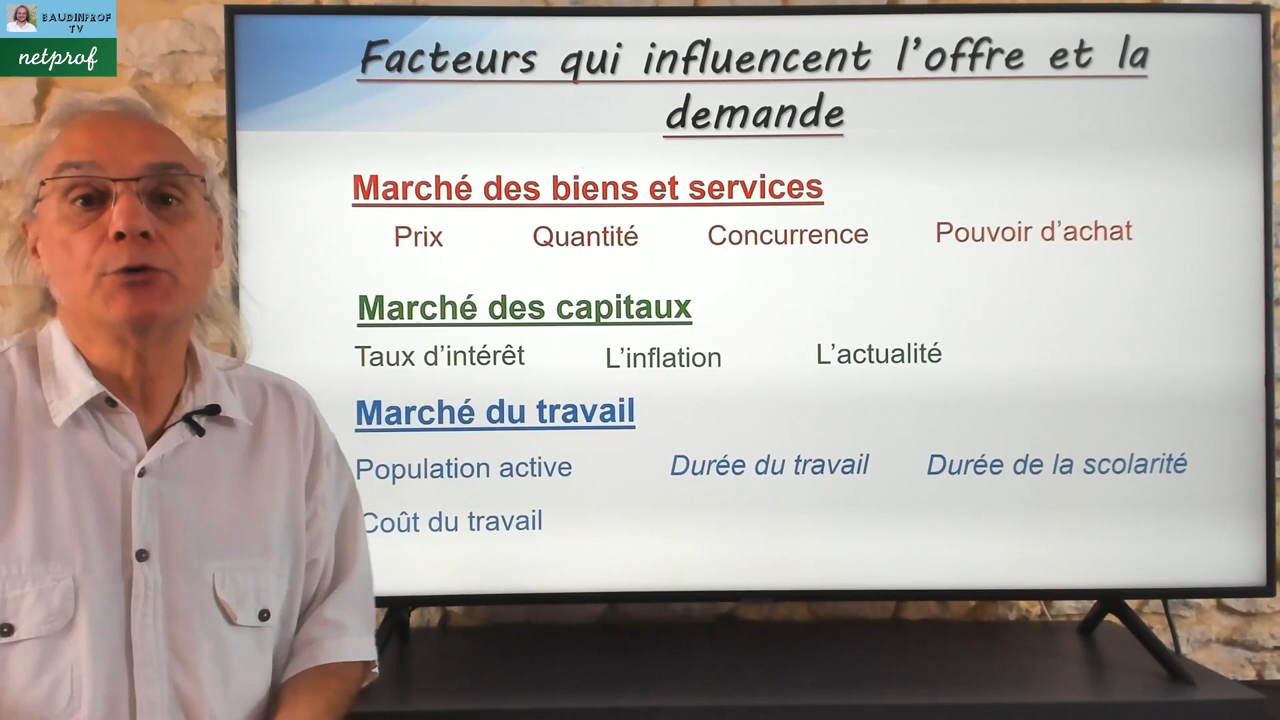 BAUDINPROF
TV
netprof
Facteurs qui influencent l’offre et la
demande
Marché des biens et services
Prix Quantité Concurrence Pouvoir d’achat
Marché des capitaux
Taux d’intérêt L’inflation L’actualité
Marché du travail
Population active Durée du travail Durée de la scolarité
Coût du travail